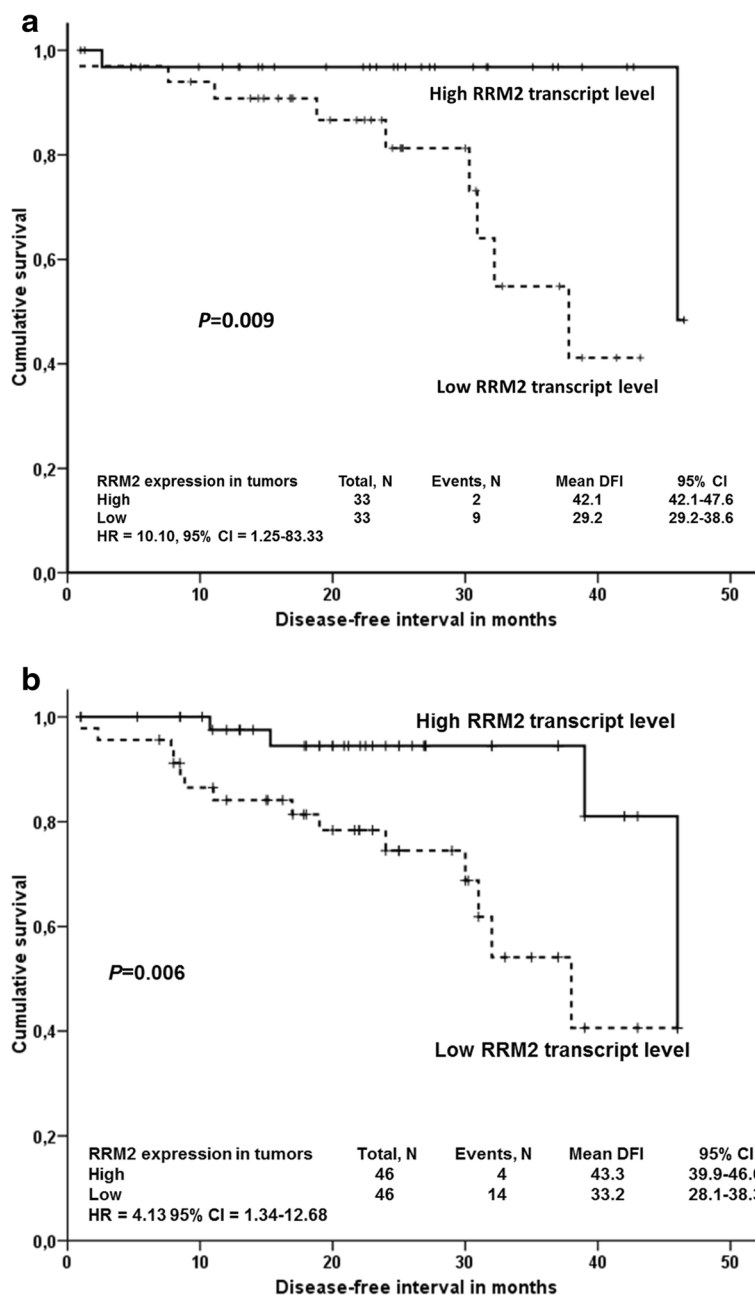 a
1,0
0,8
0,6
0,4
0,2
0,0
Cumulative survival
High RRM2 transcript level
P=0.009
Low RRM2 transcript level
RRM2 expression in tumors Total, N Events, N Mean DFI 95% CI
High 33 2 42.1 42.1-47.6
Low 33 9 29.2 29.2-38.6
HR = 10.10, 95% CI = 1.25-83.33
0 10 20 30 40 50
Disease-free interval in months
b
1,0
0,8
0,6
0,4
0,2
0,0
Cumulative survival
High RRM2 transcript level
P=0.006
Low RRM2 transcript level
RRM2 expression in tumors Total, N Events, N Mean DFI 95% CI
High 46 4 43.3
Low 46 14 33.2
HR = 4.13 95% CI = 1.34-12.68
0 10 20 30 40 50
Disease-free interval in months